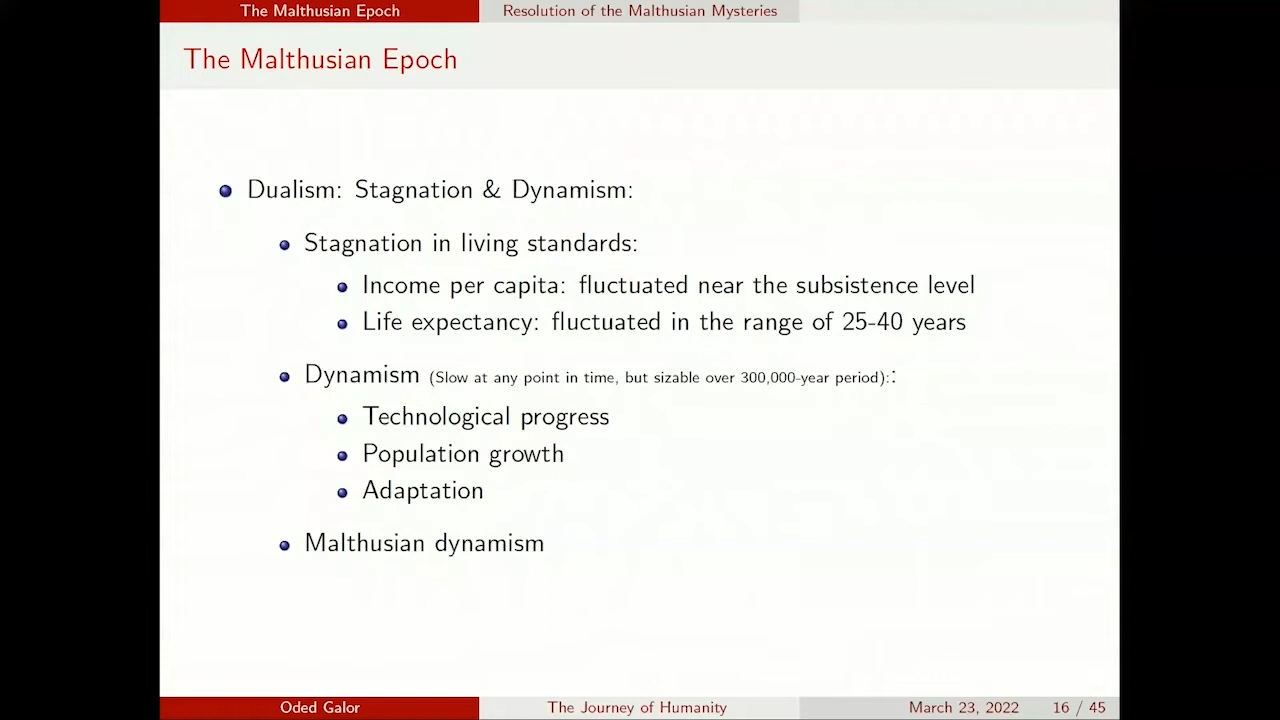 The Malthusian Epoch
Resolution of the Malthusian Mysteries
The Malthusian Epoch
Dualism: Stagnation & Dynamism:
Stagnation in living standards:
Income per capita: fluctuated near the subsistence level
Life expectancy: fluctuated in the range of 25-40 years
Dynamism (Slow at any point in time, but sizable over 300,000-year period)::
Technological progress
Population growth
Adaptation
Malthusian dynamism
Oded Galor
The Journey of Humanity
March 23, 2022 16 / 45